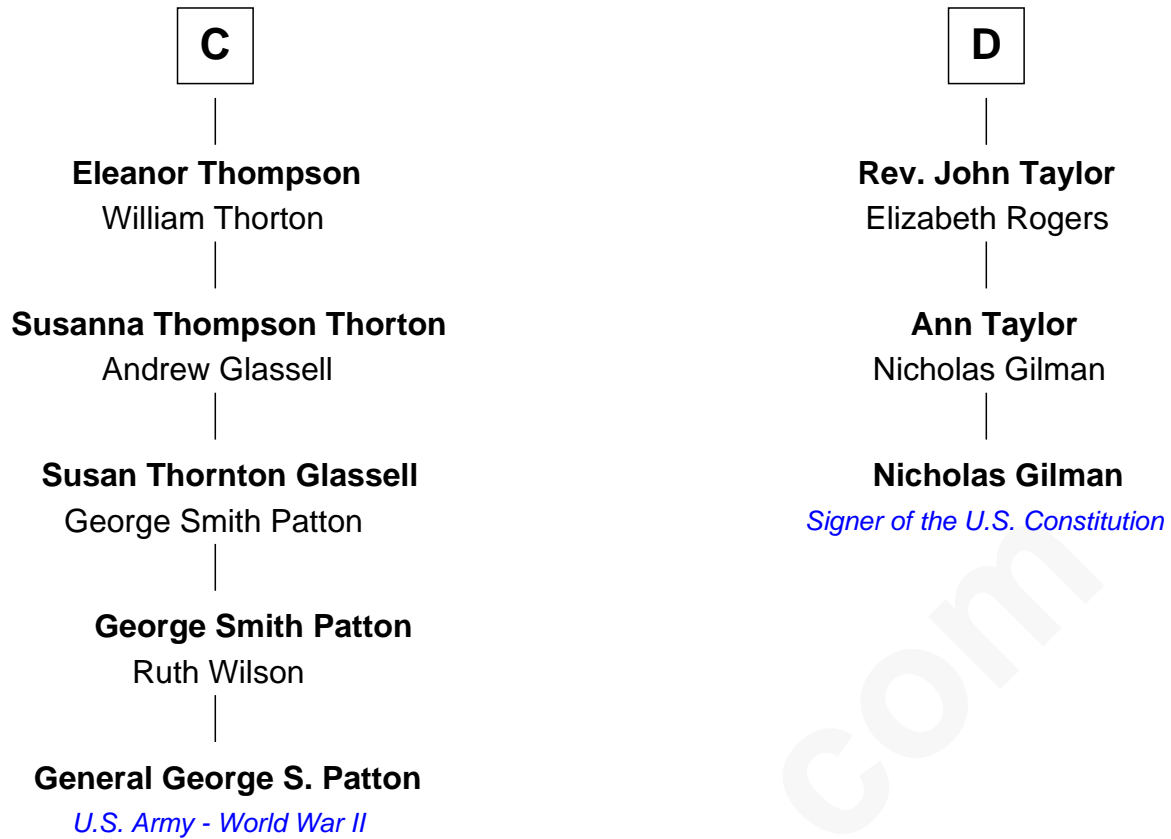 C
Eleanor Thompson
William Thorton
Susanna Thompson Thorton
Andrew Glassell
Susan Thornton Glassell
George Smith Patton
George Smith Patton
Ruth Wilson
General George S. Patton
U.S. Army - World War II
D
Rev. John Taylor
Elizabeth Rogers
Ann Taylor
Nicholas Gilman
Nicholas Gilman
Signer of the U.S. Constitution
com